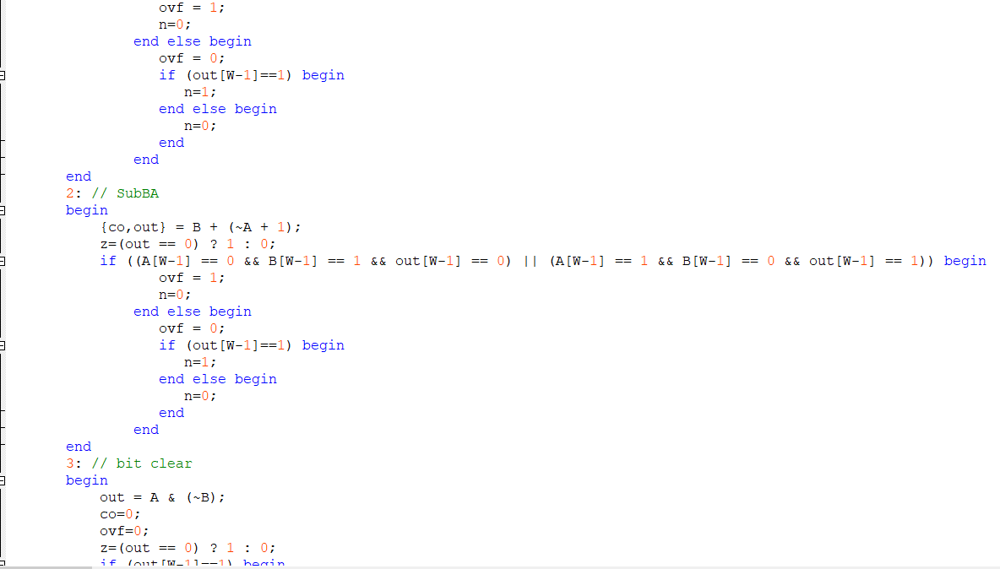 ovf = 1;
n=0;
end else begin
ovf = 0;
if (out[W-1]==1) begin
n=1;
end else begin
n=0;
end
end
end
2: // SubBA
begin
{co,out} = B + (~A + 1);
z=(out == 0) ? 1 : 0;
if ((A[W-1] == 0 && B[W-1] == 1 && out[W-1] == 0) || (A[W-1] == 1 && B[W-1] == 0 && out[W-1] == 1)) begin
ovf = 1;
n=0;
end else begin
ovf = 0;
if (out[W-1]==1) begin
n=1;
end else begin
n=0;
end
end
end
3: // bit clear
begin
out = A & (~B);
co=0;
ovf=0;
z=(out == 0) ? 1 : 0;
if (out[W-1]==1) begin